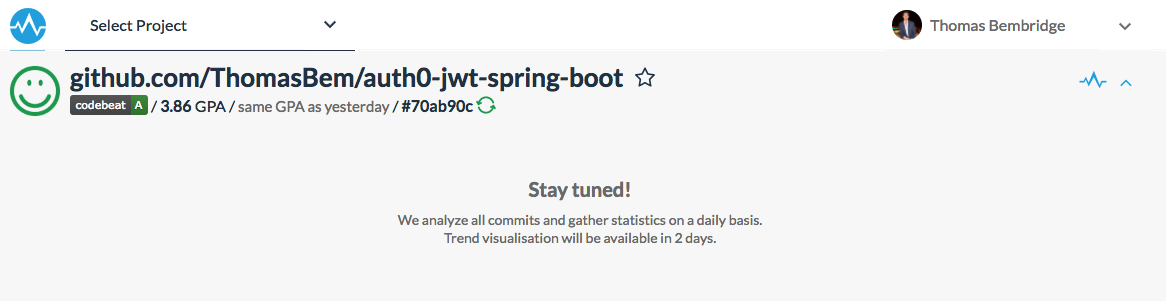 Select Project
Thomas Bembridge
github.com/ThomasBem/auth0-jwt-spring-boot
codebeat A / 3.86 GPA / same GPA as yesterday / #70ab90c
Stay tuned!
We analyze all commits and gather statistics on a daily basis.
Trend visualisation will be available in 2 days.